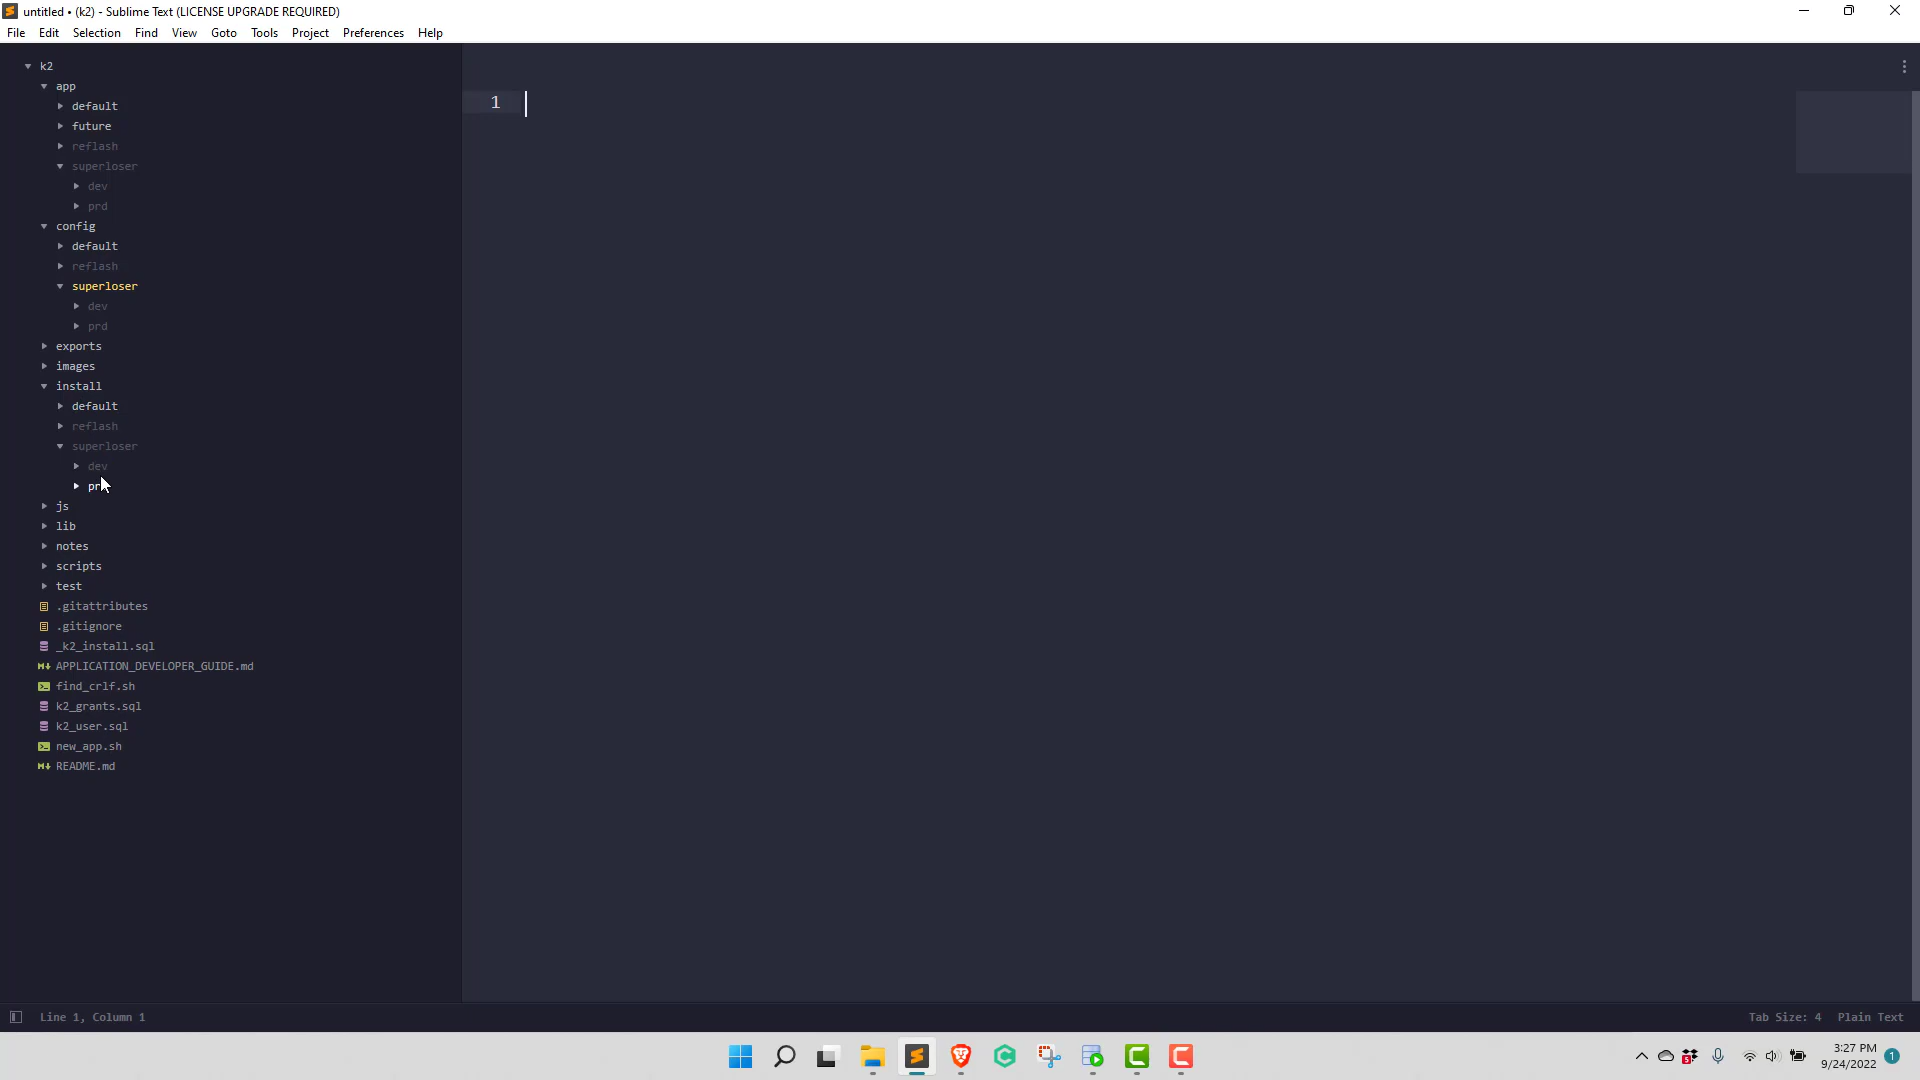 untitled • (k2) - Sublime Text (LICENSE UPGRADE REQUIRED)
File Edit Selection Find View Goto Tools Project Preferences Help
k2
app
default
future
reflash
superloser
dev
prd
config
default
reflash
superloser
dev
prd
exports
images
install
default
reflash
superloser
dev
js
lib
notes
scripts
test
.gitattributes
.gitignore
_k2_install.sql
APPLICATION_DEVELOPER_GUIDE.md
find_crlf.sh
k2_grants.sql
k2_user.sql
new_app.sh
README.md
1
Line 1, Column 1
Tab Size: 4 Plain Text
3:27 PM
9/24/2022
1